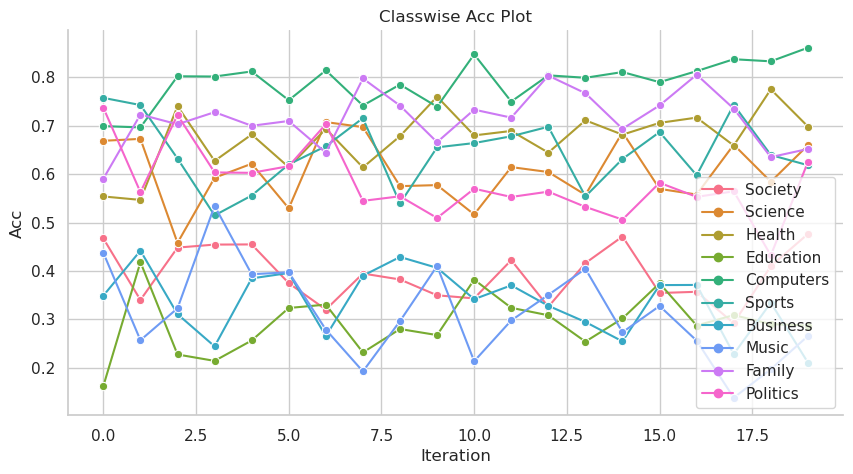 Classwise Acc Plot
Acc
0.8
0.7
0.6
0.5
0.4
0.3
0.2
0.0
2.5
5.0
7.5
10.0
12.5
15.0
17.5
Iteration
Society
Science
Health
Education
Computers
Sports
Business
Music
Family
Politics